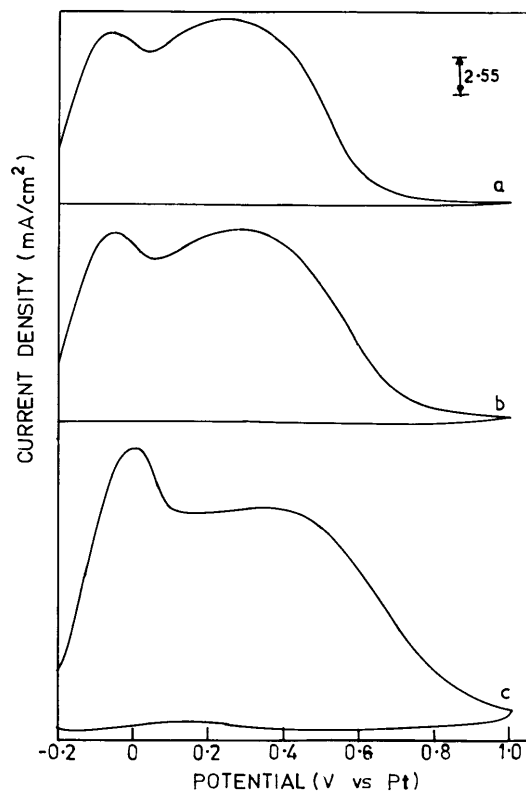 2·55
a
b
c
CURRENT DENSITY (mA/cm²)
-0.2 0 0.2 0.4 0.6 0.8 1.0
POTENTIAL (V vs Pt)